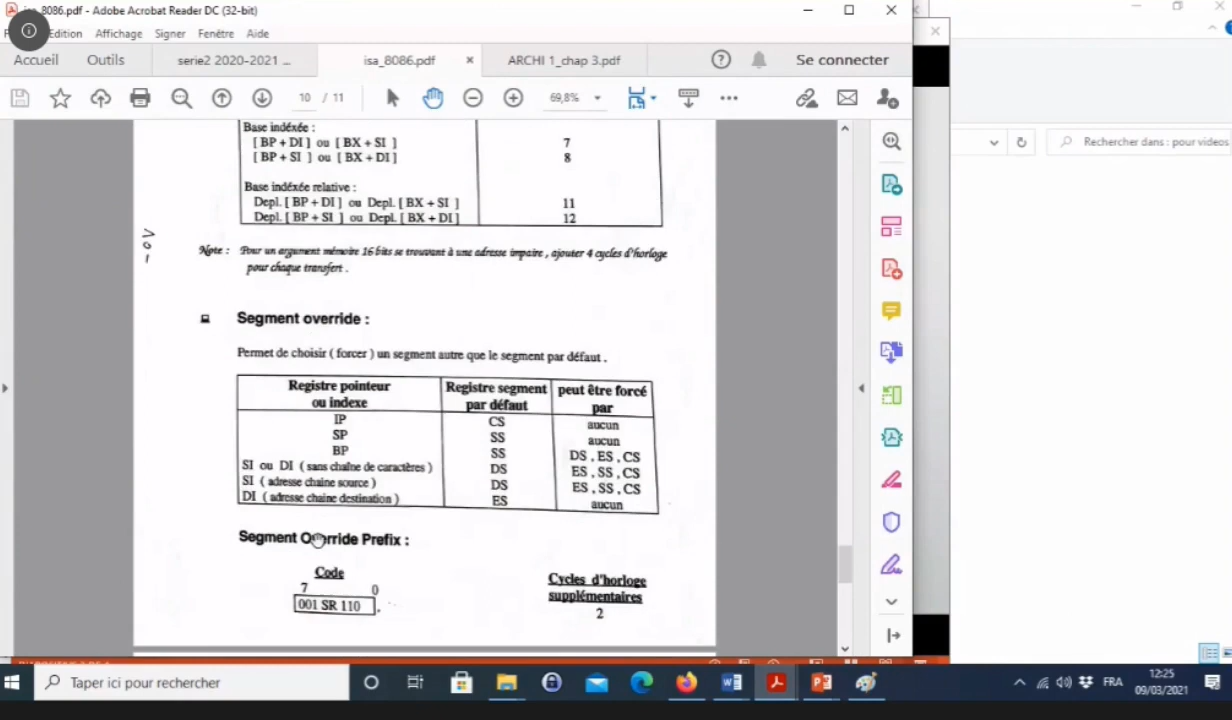 isa_8086.pdf - Adobe Acrobat Reader DC (32-bit)
Edition Affichage Signer Fenêtre Aide
Accueil Outils serie2 2020-2021 ... isa_8086.pdf × ARCHI 1_chap 3.pdf Se connecter
10 / 11 69,8%
Rechercher dans : pour videos
Base indéxée :
[ BP + DI ] ou [ BX + SI ] 7
[ BP + SI ] ou [ BX + DI ] 8
Base indéxée relative :
Depl. [ BP + DI ] ou Depl. [ BX + SI ] 11
Depl. [ BP + SI ] ou Depl. [ BX + DI ] 12
Note : Pour un argument mémoire 16 bits se trouvant à une adresse impaire , ajouter 4 cycles d'horloge
pour chaque transfert .
Segment override :
Permet de choisir ( forcer ) un segment autre que le segment par défaut .
Registre pointeur Registre segment peut être forcé
ou indexe par défaut par
IP CS aucun
SP SS aucun
BP SS DS , ES , CS
SI ou DI ( sans chaîne de caractères ) DS ES , SS , CS
SI ( adresse chaine source ) DS ES , SS , CS
DI ( adresse chaine destination ) ES aucun
Segment Override Prefix :
Code Cycles d'horloge
7 0 supplémentaires
001 SR 110 2
Taper ici pour rechercher
FRA
12:25
09/03/2021